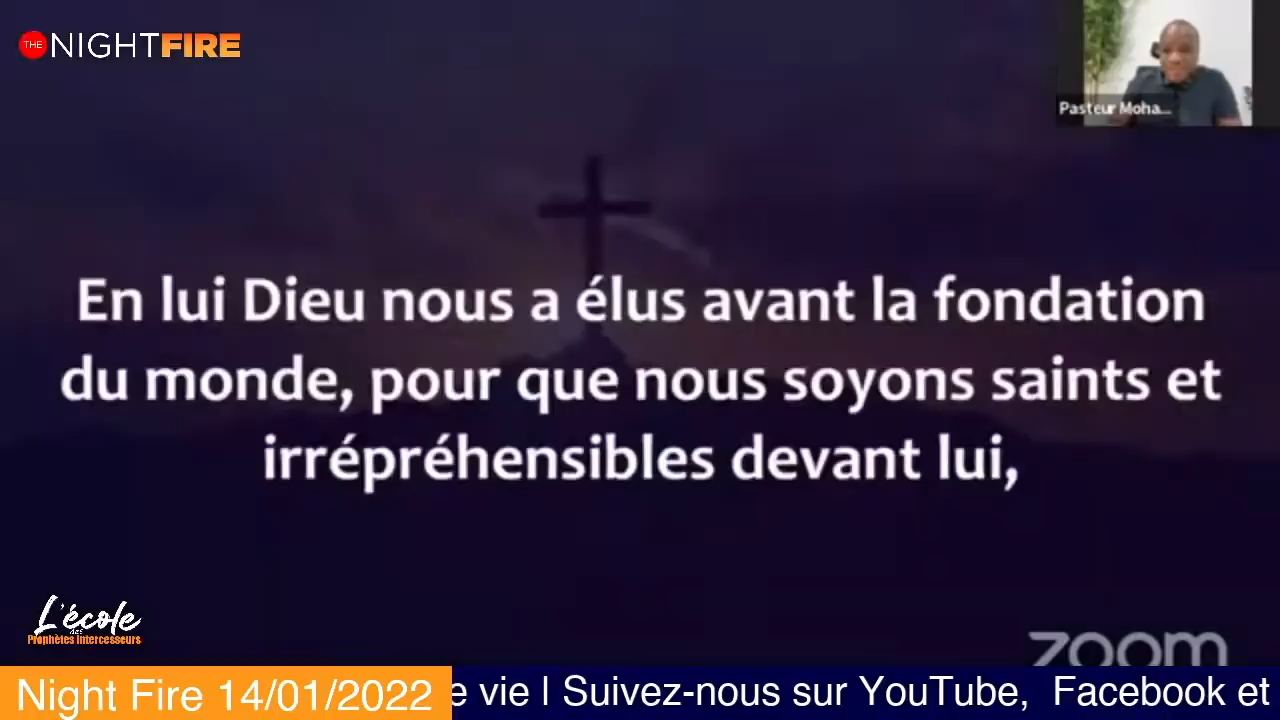 THE NIGHTFIRE
Pasteur Moha...
En lui Dieu nous a élus avant la fondation
du monde, pour que nous soyons saints et
irrépréhensibles devant lui,
L'école
des
Prophètes Intercesseurs
zoom
Night Fire 14/01/2022
e vie I Suivez-nous sur YouTube, Facebook et